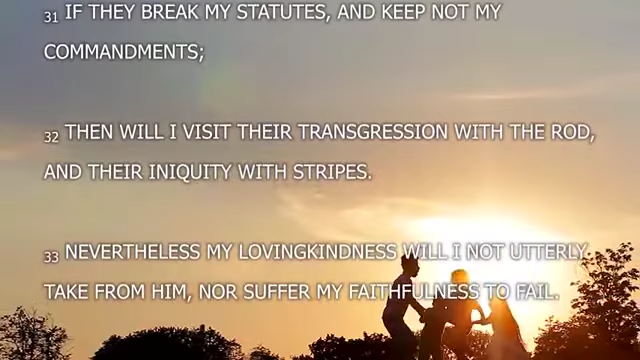 31 IF THEY BREAK MY STATUTES, AND KEEP NOT MY
COMMANDMENTS;
32 THEN WILL I VISIT THEIR TRANSGRESSION WITH THE ROD,
AND THEIR INIQUITY WITH STRIPES.
33 NEVERTHELESS MY LOVINGKINDNESS WILL I NOT UTTERLY
TAKE FROM HIM, NOR SUFFER MY FAITHFULNESS TO FAIL.